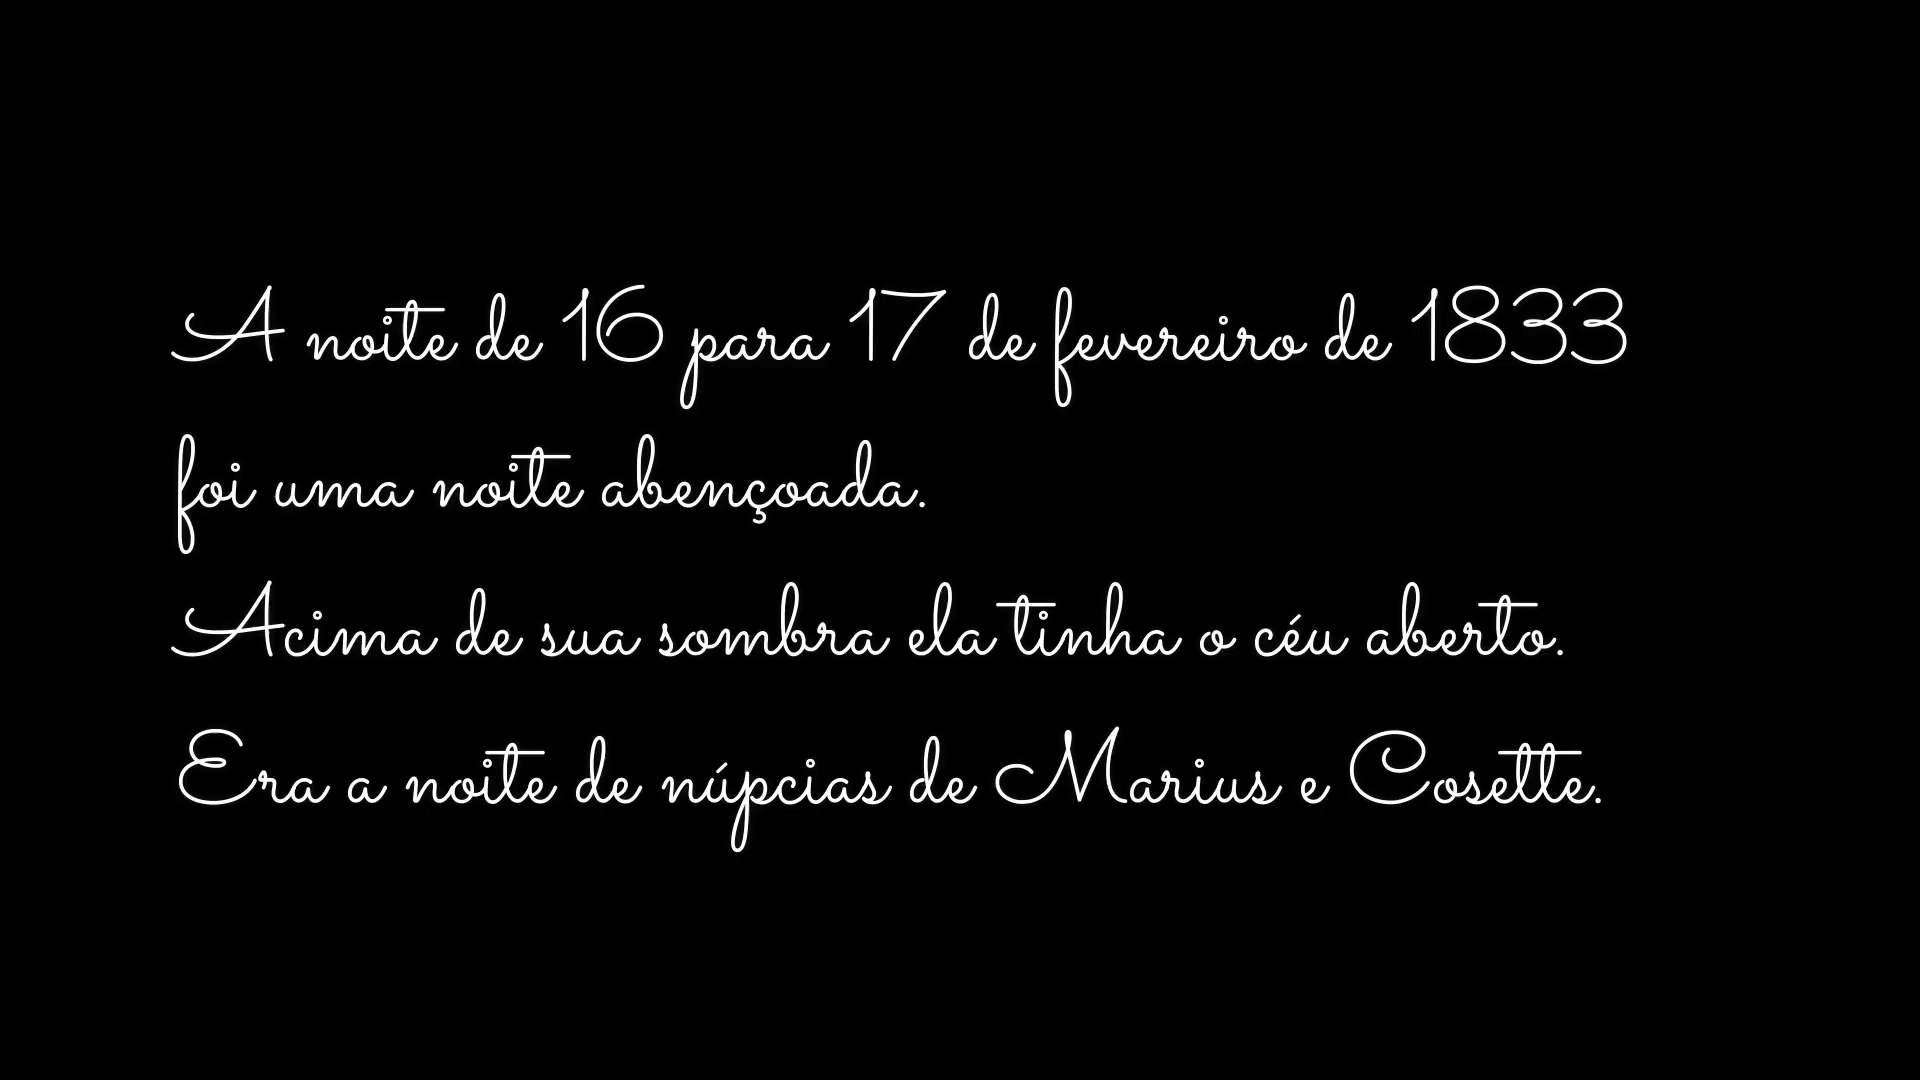 A noite de 16 para 17 de fevereiro de 1833
foi uma noite abençoada.
Acima de sua sombra ela tinha o céu aberto.
Era a noite de núpcias de Marius e Cosette.